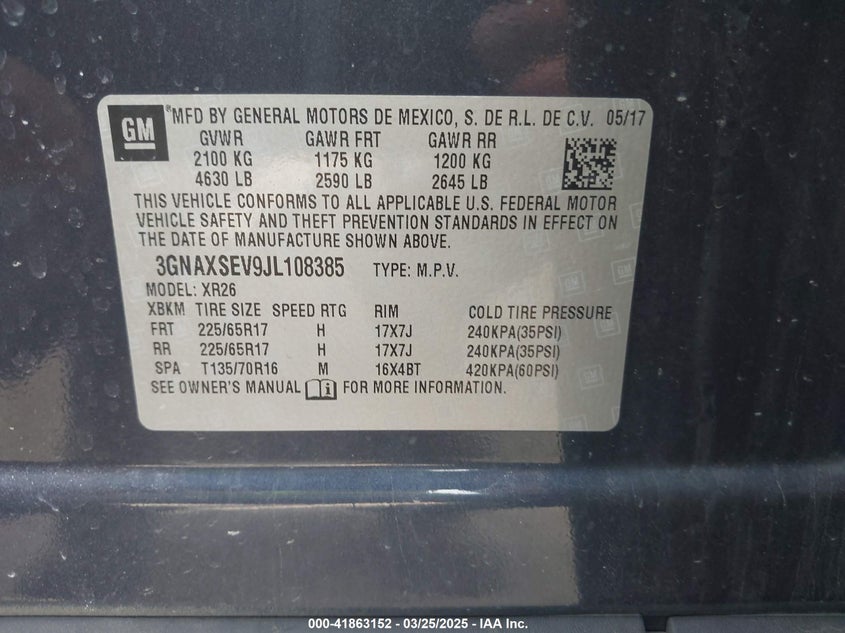 GM ®MFD BY GENERAL MOTORS DE MEXICO, S. DE R.L. DE C.V. 05/17
GVWR GAWR FRT GAWR RR
2100 KG 1175 KG 1200 KG
4630 LB 2590 LB 2645 LB
THIS VEHICLE CONFORMS TO ALL APPLICABLE U.S. FEDERAL MOTOR
VEHICLE SAFETY AND THEFT PREVENTION STANDARDS IN EFFECT ON
THE DATE OF MANUFACTURE SHOWN ABOVE.
3GNAXSEV9JL108385 TYPE: M.P.V.
MODEL: XR26
XBKM TIRE SIZE SPEED RTG RIM COLD TIRE PRESSURE
FRT 225/65R17 H 17X7J 240KPA(35PSI)
RR 225/65R17 H 17X7J 240KPA(35PSI)
SPA T135/70R16 M 16X4BT 420KPA(60PSI)
SEE OWNER'S MANUAL FOR MORE INFORMATION.
000-41863152 - 03/25/2025 - IAA Inc.